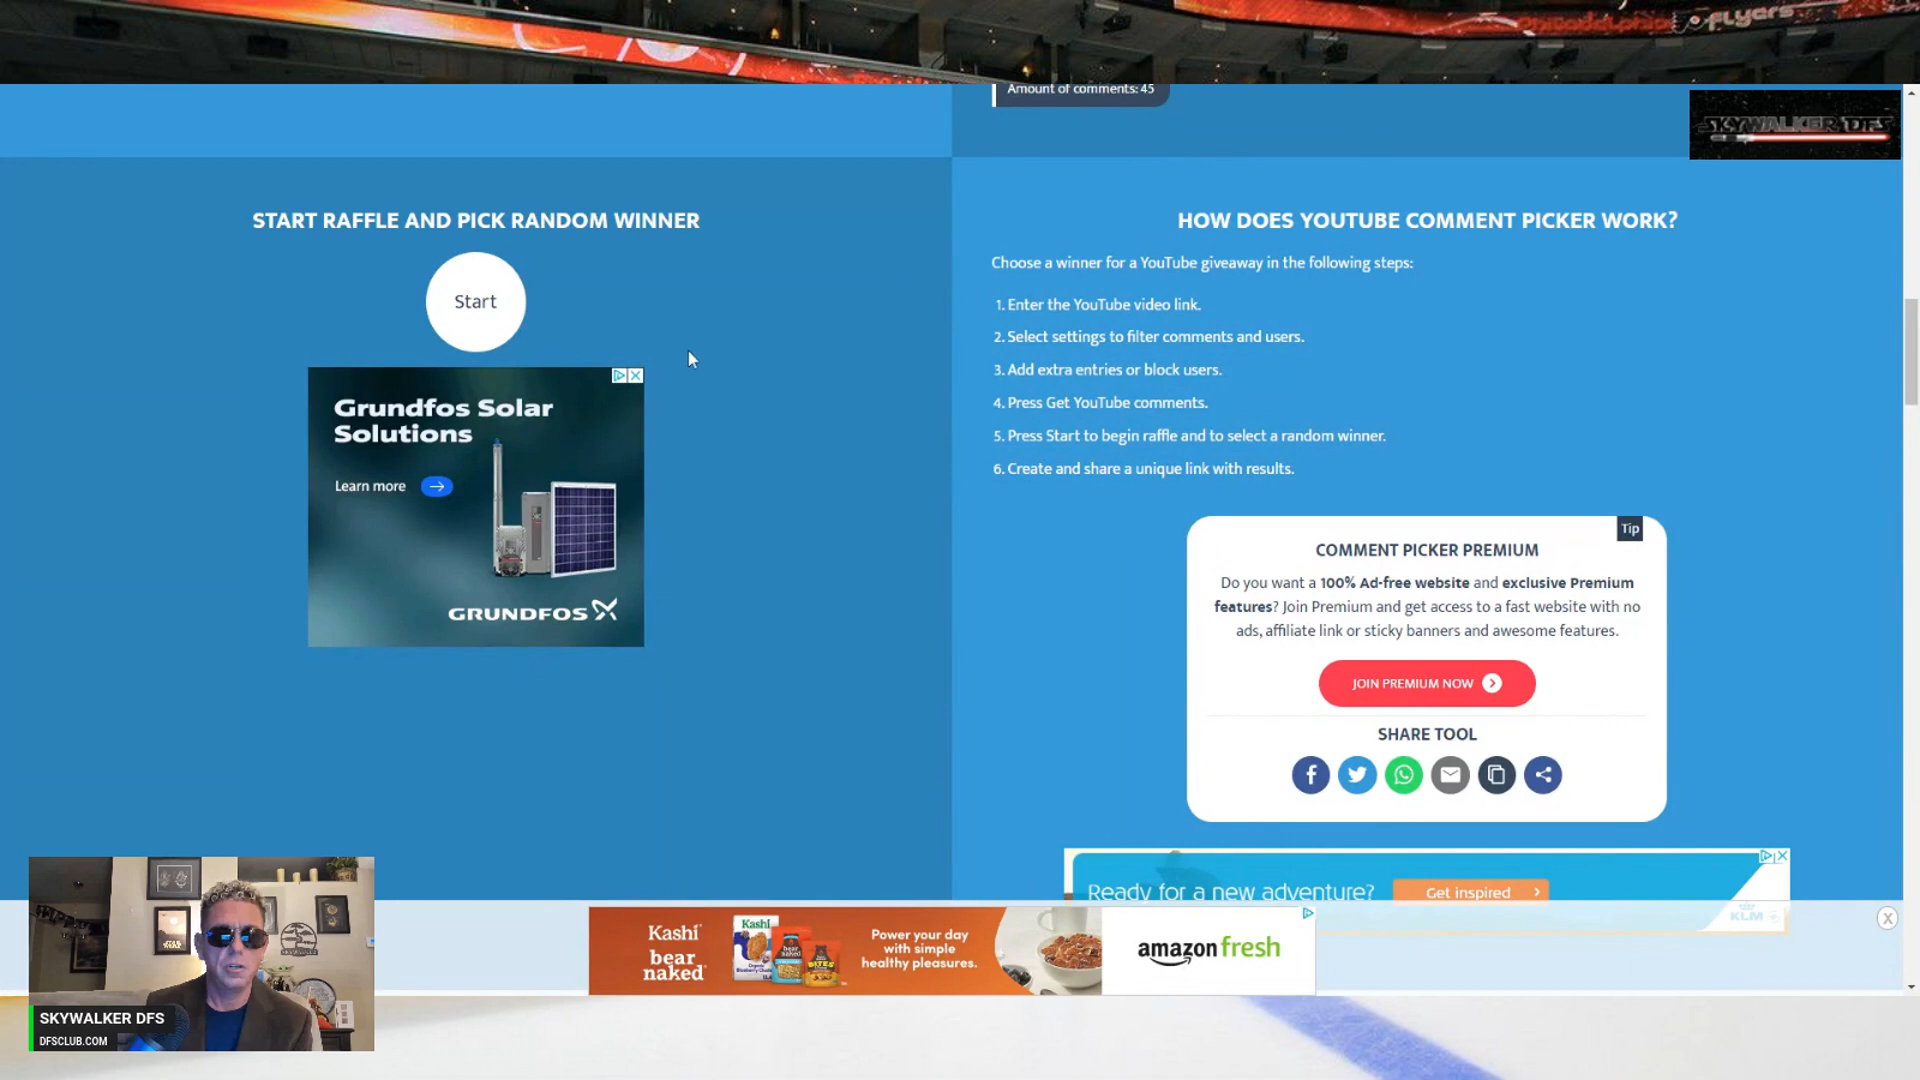 Philadelphia Flyers
Amount of comments: 45
SKYWALKER DFS
START RAFFLE AND PICK RANDOM WINNER
Start
Grundfos Solar
Solutions
Learn more
GRUNDFOS
HOW DOES YOUTUBE COMMENT PICKER WORK?
Choose a winner for a YouTube giveaway in the following steps:
1. Enter the YouTube video link.
2. Select settings to filter comments and users.
3. Add extra entries or block users.
4. Press Get YouTube comments.
5. Press Start to begin raffle and to select a random winner.
6. Create and share a unique link with results.
Tip
COMMENT PICKER PREMIUM
Do you want a 100% Ad-free website and exclusive Premium
features? Join Premium and get access to a fast website with no
ads, affiliate link or sticky banners and awesome features.
JOIN PREMIUM NOW
SHARE TOOL
Ready for a new adventure?
Get inspired
KLM
Kashi
bear
naked
Kashi
Power your day
with simple
healthy pleasures.
amazon fresh
SKYWALKER DFS
DFSCLUB.COM